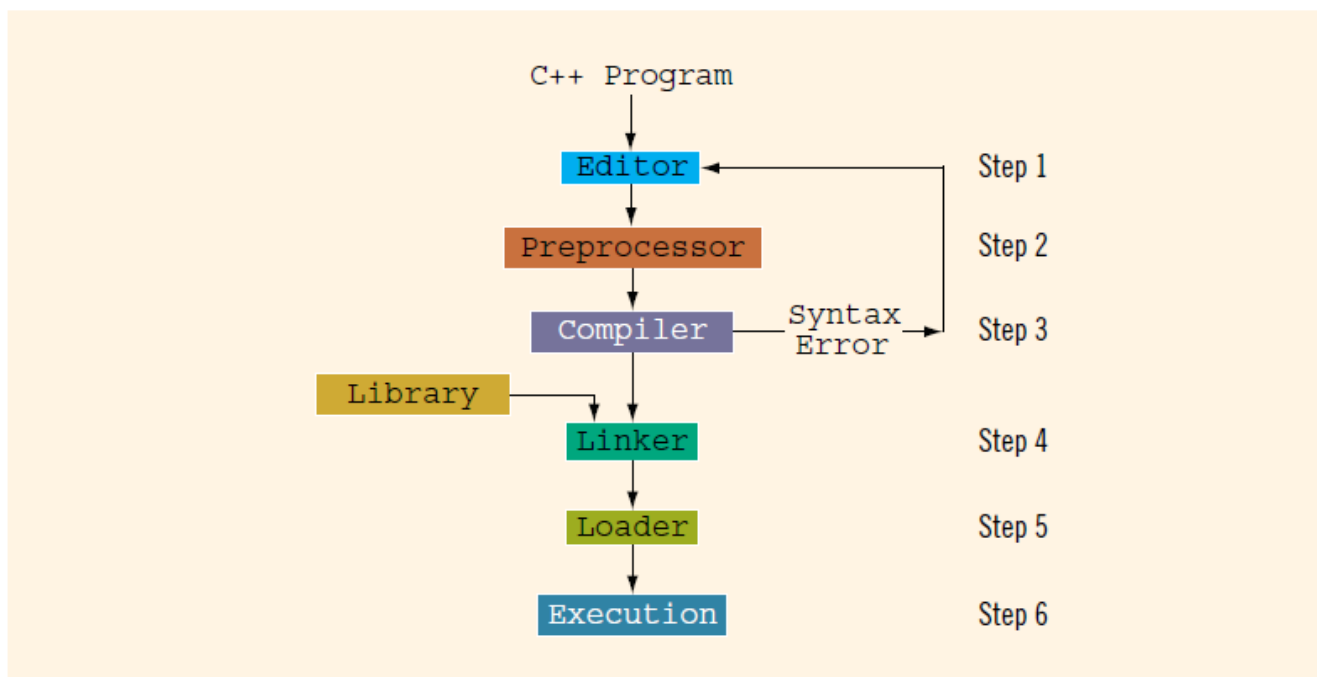 C++ Program
Editor
Step 1
Preprocessor
Step 2
Compiler
Syntax
Error
Step 3
Library
Linker
Step 4
Loader
Step 5
Execution
Step 6